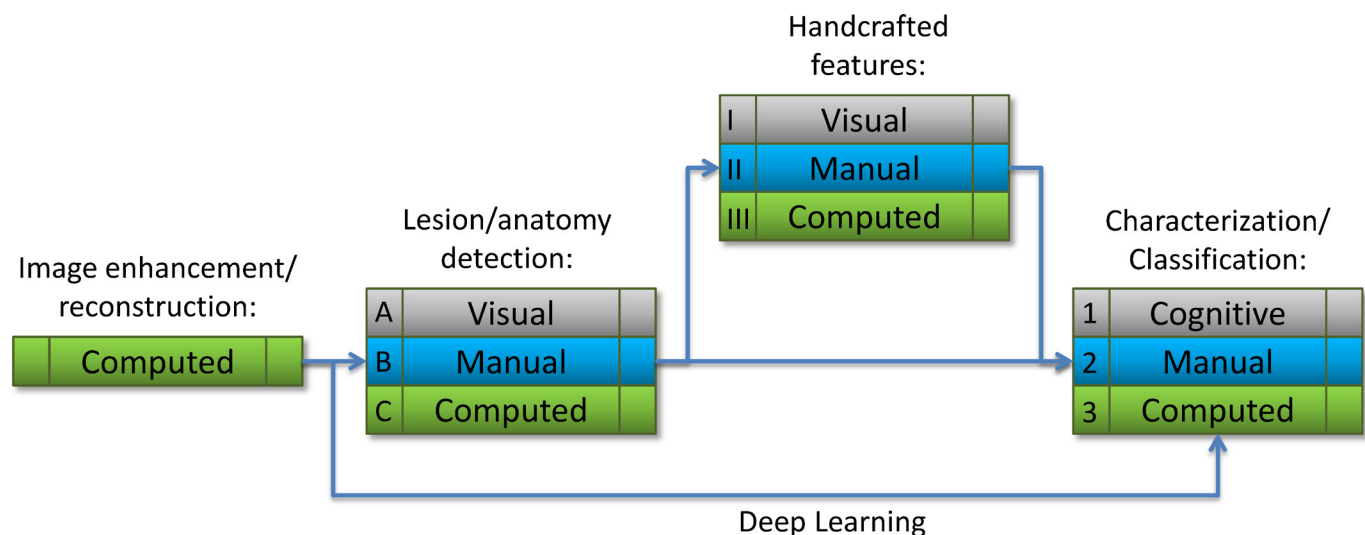 Image enhancement/
reconstruction:
Computed
Lesion/anatomy
detection:
A Visual
B Manual
C Computed
Handcrafted
features:
I Visual
II Manual
III Computed
Characterization/
Classification:
1 Cognitive
2 Manual
3 Computed
Deep Learning